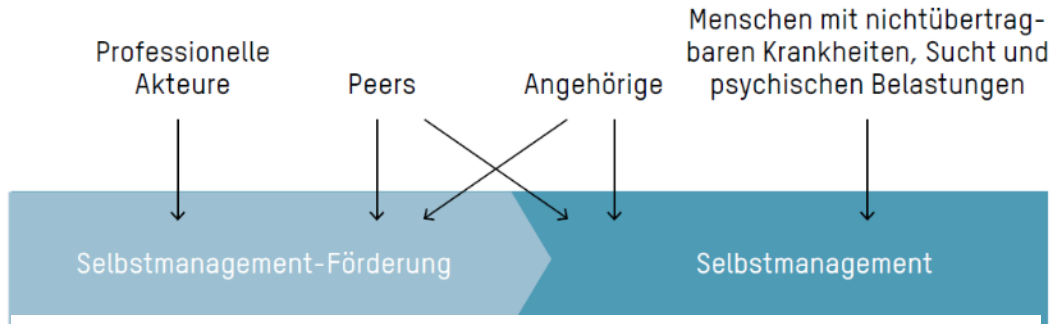 Professionelle
Akteure
Peers
Angehörige
Menschen mit nichtübertrag-
baren Krankheiten, Sucht und
psychischen Belastungen
Selbstmanagement-Förderung
Selbstmanagement